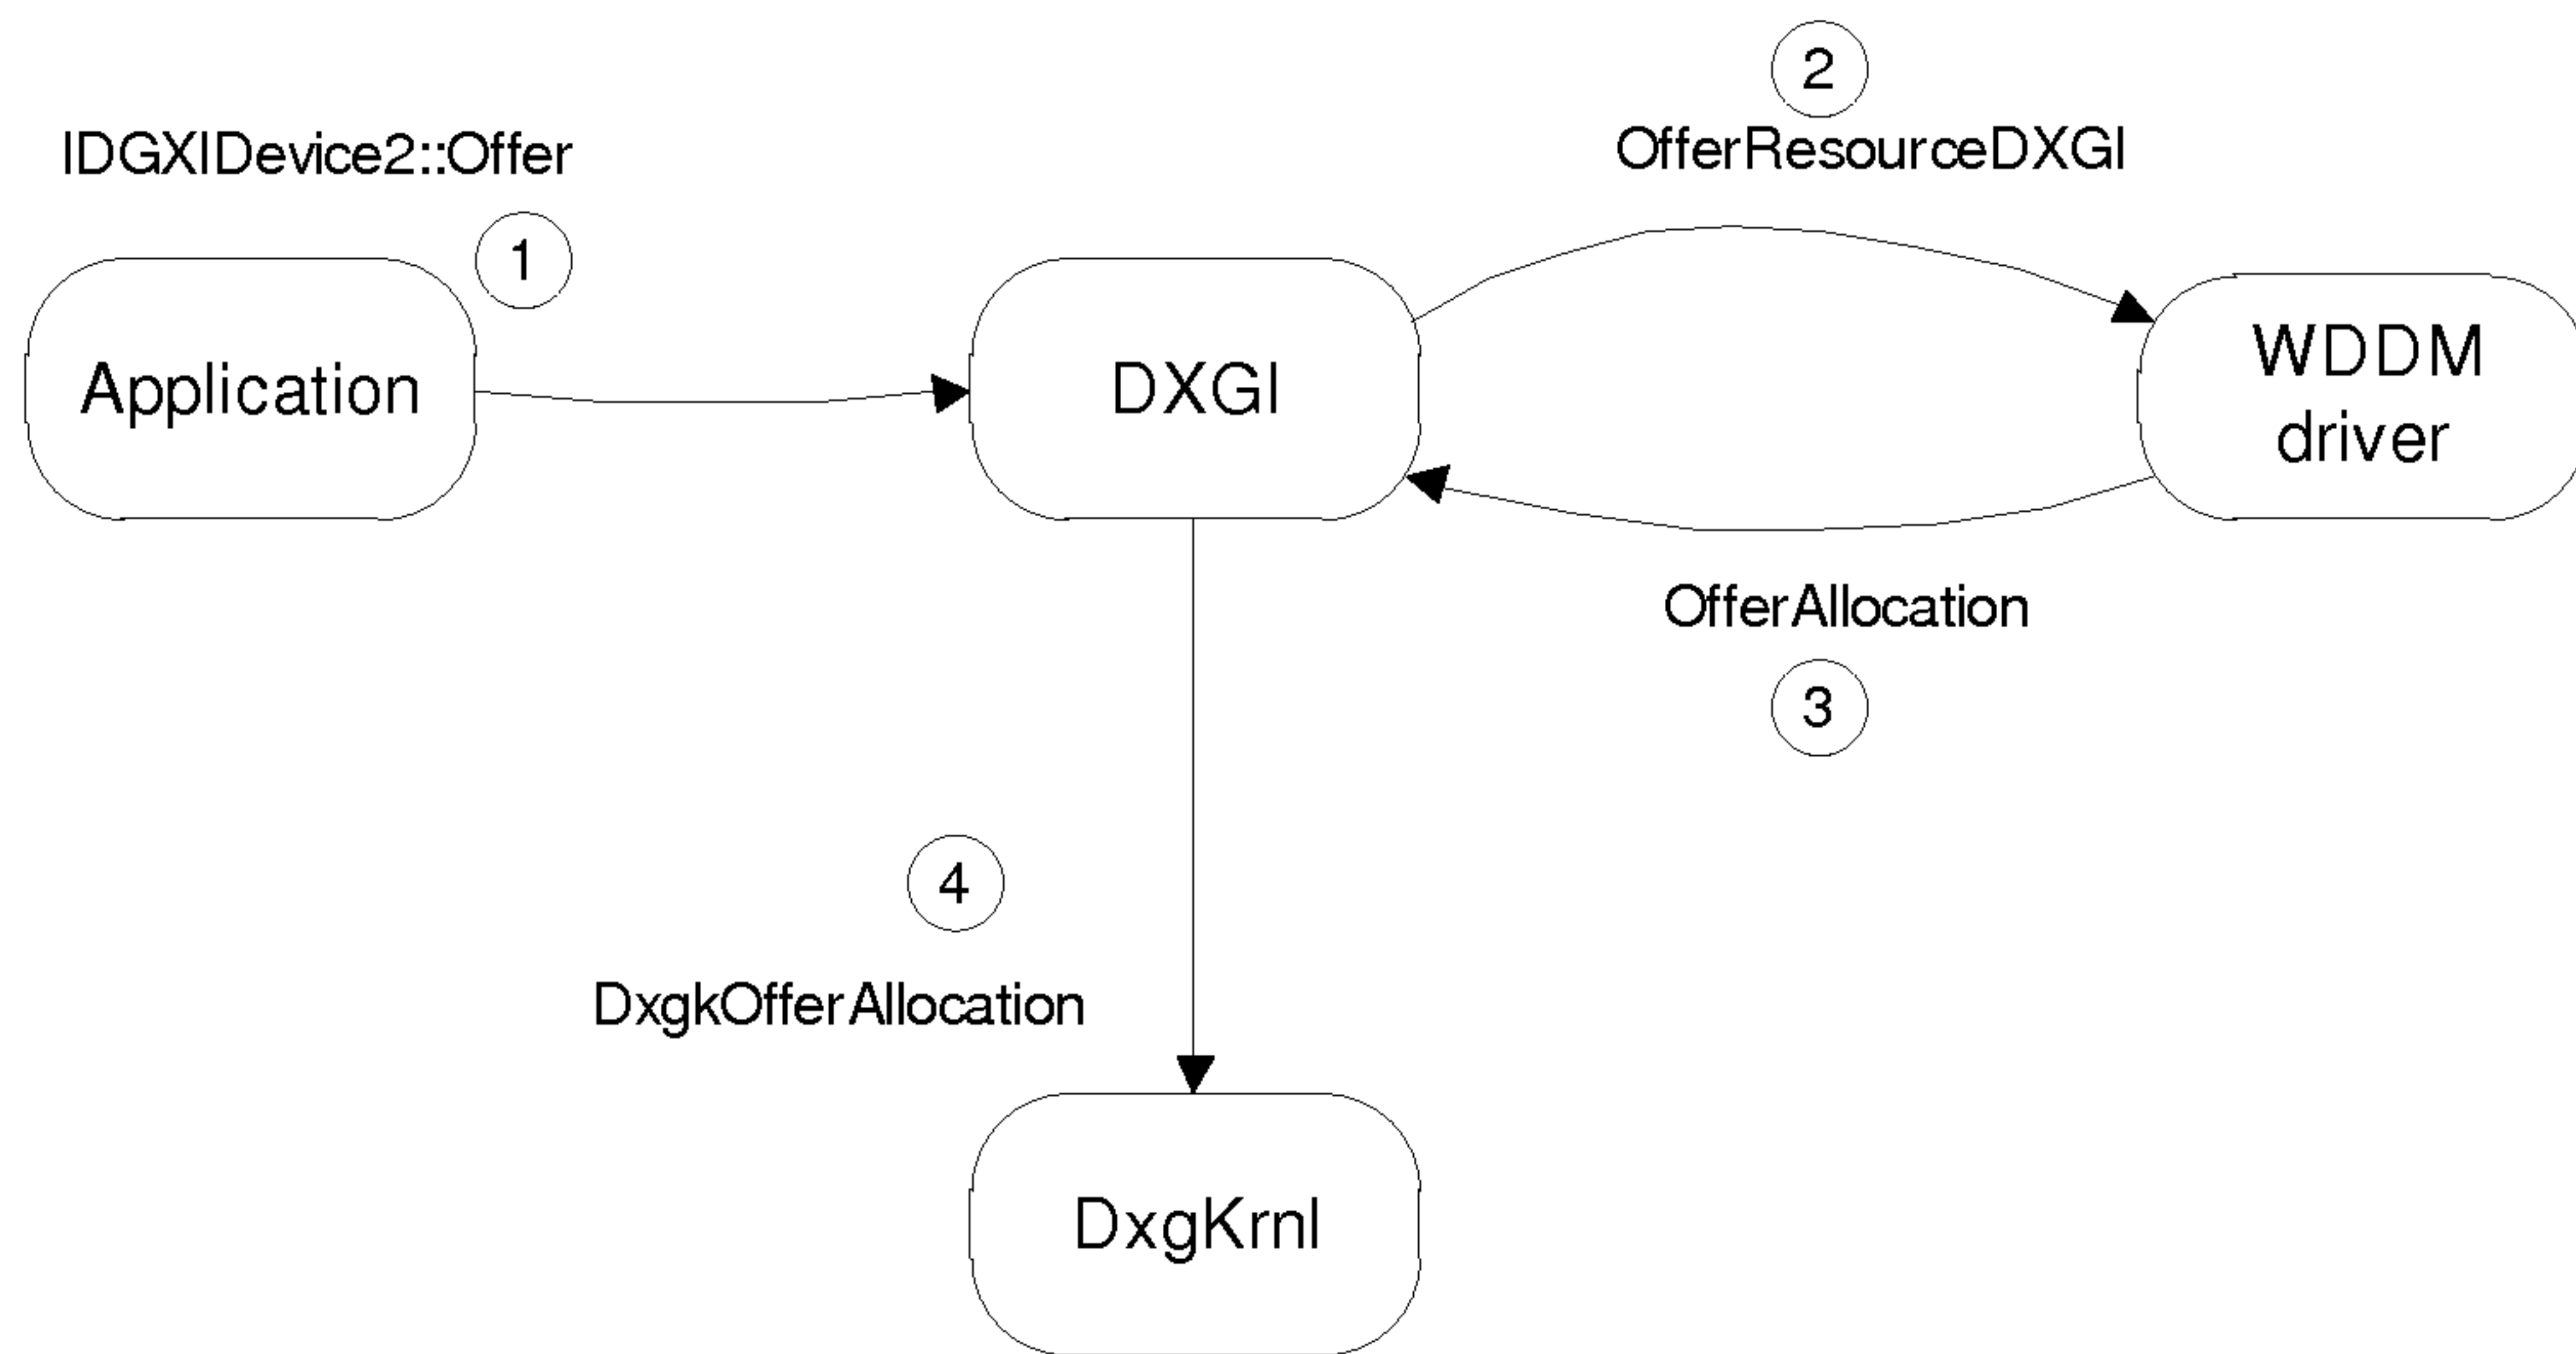 2
IDGXIDevice2::Offer
OfferResourceDXGI
1
Application
DXGI
WDDM
driver
OfferAllocation
3
4
DxgkOfferAllocation
DxgKrnl